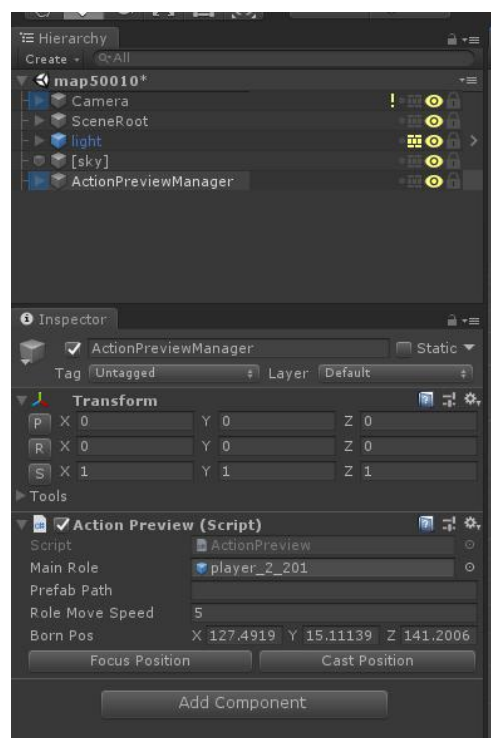 Hierarchy
Create All
map50010*
Camera
SceneRoot
light
[sky]
ActionPreviewManager
Inspector
ActionPreviewManager Static
Tag Untagged Layer Default
Transform
P X 0 Y 0 Z 0
R X 0 Y 0 Z 0
S X 1 Y 1 Z 1
Tools
Action Preview (Script)
Script ActionPreview
Main Role player_2_201
Prefab Path
Role Move Speed 5
Born Pos X 127.4919 Y 15.11139 Z 141.2006
Focus Position Cast Position
Add Component